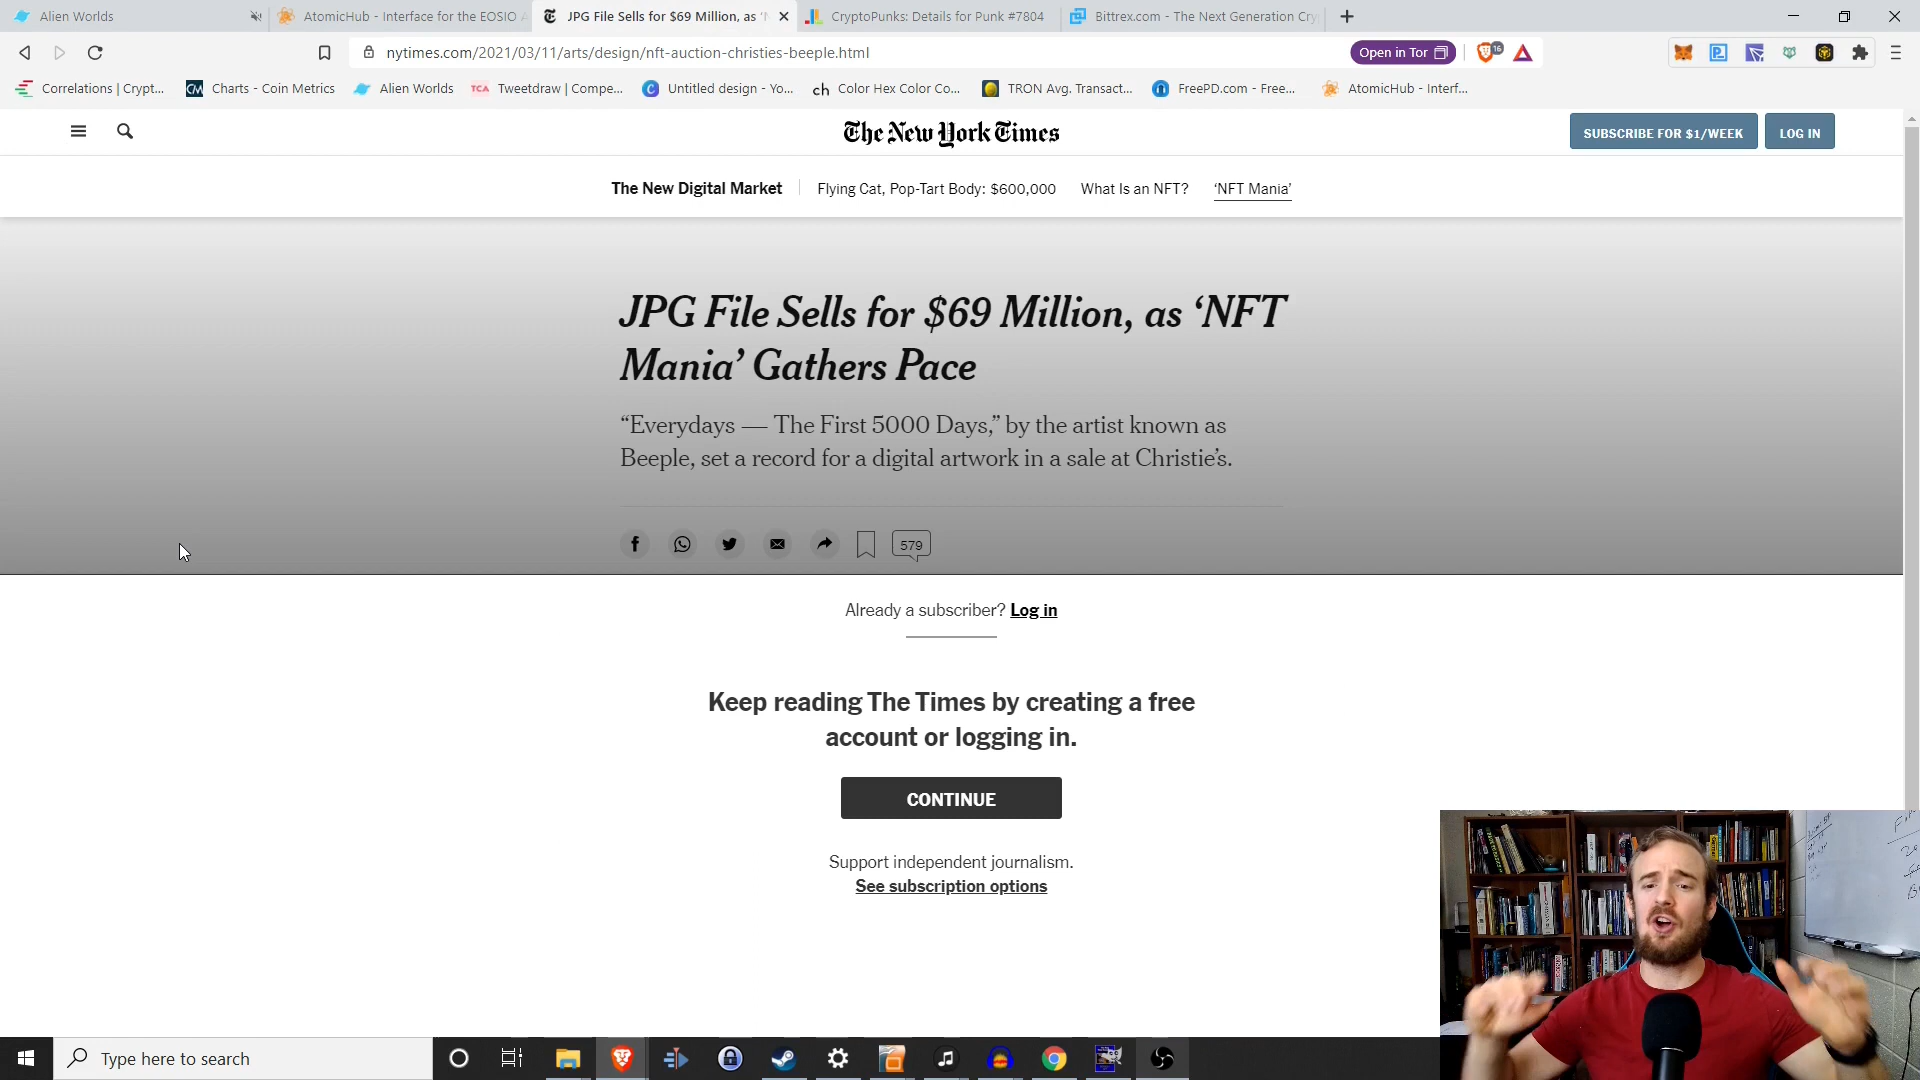 Alien Worlds
AtomicHub - Interface for the EOSIO
JPG File Sells for $69 Million, as 'N
CryptoPunks: Details for Punk #7804
Bittrex.com - The Next Generation Cry
nytimes.com/2021/03/11/arts/design/nft-auction-christies-beeple.html
Open in Tor
16
Correlations | Crypt...
Charts - Coin Metrics
Alien Worlds
Tweetdraw | Compe...
Untitled design - Yo...
Color Hex Color Co...
TRON Avg. Transact...
FreePD.com - Free...
AtomicHub - Interf...
The New York Times
SUBSCRIBE FOR $1/WEEK
LOG IN
The New Digital Market
Flying Cat, Pop-Tart Body: $600,000
What Is an NFT?
‘NFT Mania’
JPG File Sells for $69 Million, as ‘NFT
Mania’ Gathers Pace
“Everydays — The First 5000 Days,” by the artist known as
Beeple, set a record for a digital artwork in a sale at Christie’s.
579
Already a subscriber? Log in
Keep reading The Times by creating a free
account or logging in.
CONTINUE
Support independent journalism.
See subscription options
Type here to search